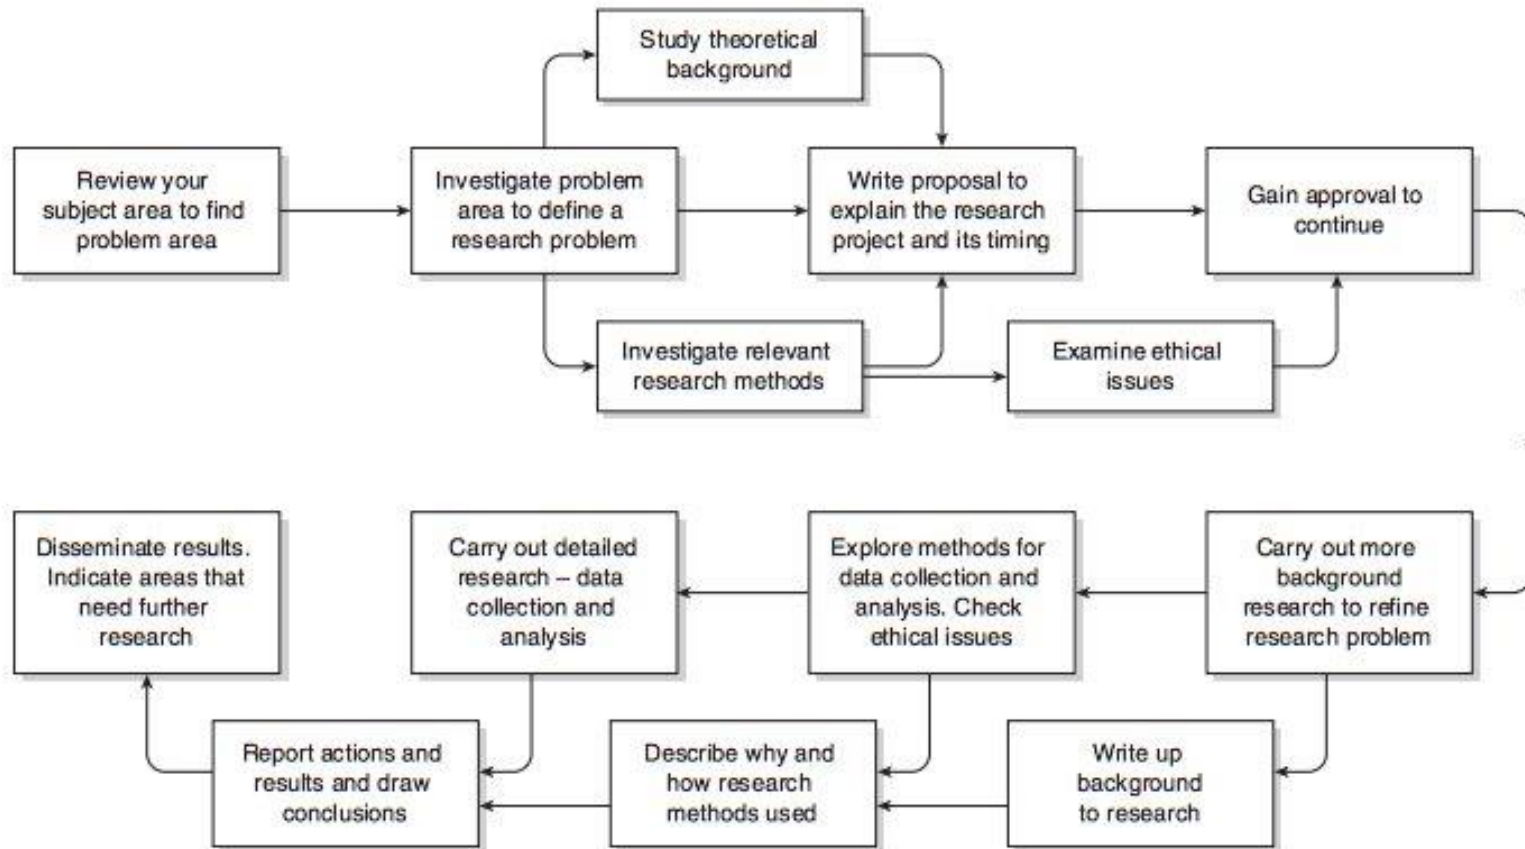 Study theoretical
background
Review your
subject area to find
problem area
Investigate problem
area to define a
research problem
Write proposal to
explain the research
project and its timing
Gain approval to
continue
Investigate relevant
research methods
Examine ethical
issues
Disseminate results.
Indicate areas that
need further
research
Carry out detailed
research – data
collection and
analysis
Explore methods for
data collection and
analysis. Check
ethical issues
Carry out more
background
research to refine
research problem
Report actions and
results and draw
conclusions
Describe why and
how research
methods used
Write up
background
to research